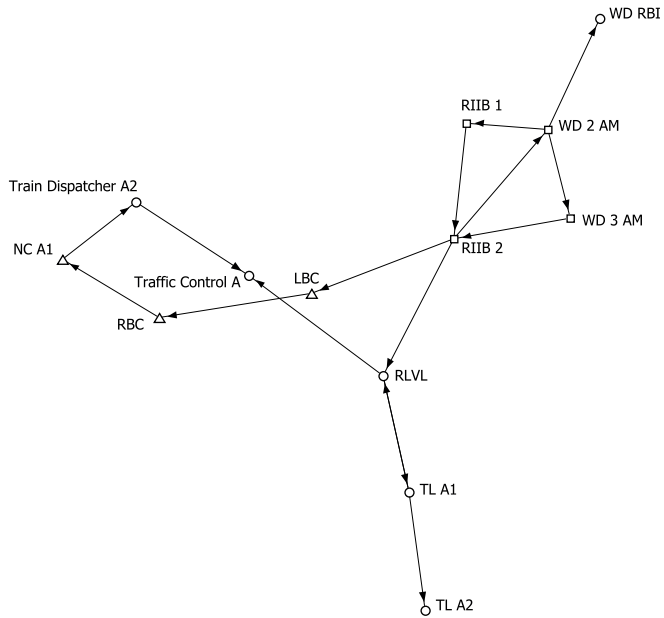 WD RBI
RIIB 1
WD 2 AM
Train Dispatcher A2
WD 3 AM
RIIB 2
NC A1
Traffic Control A
LBC
RBC
RLVL
TL A1
TL A2